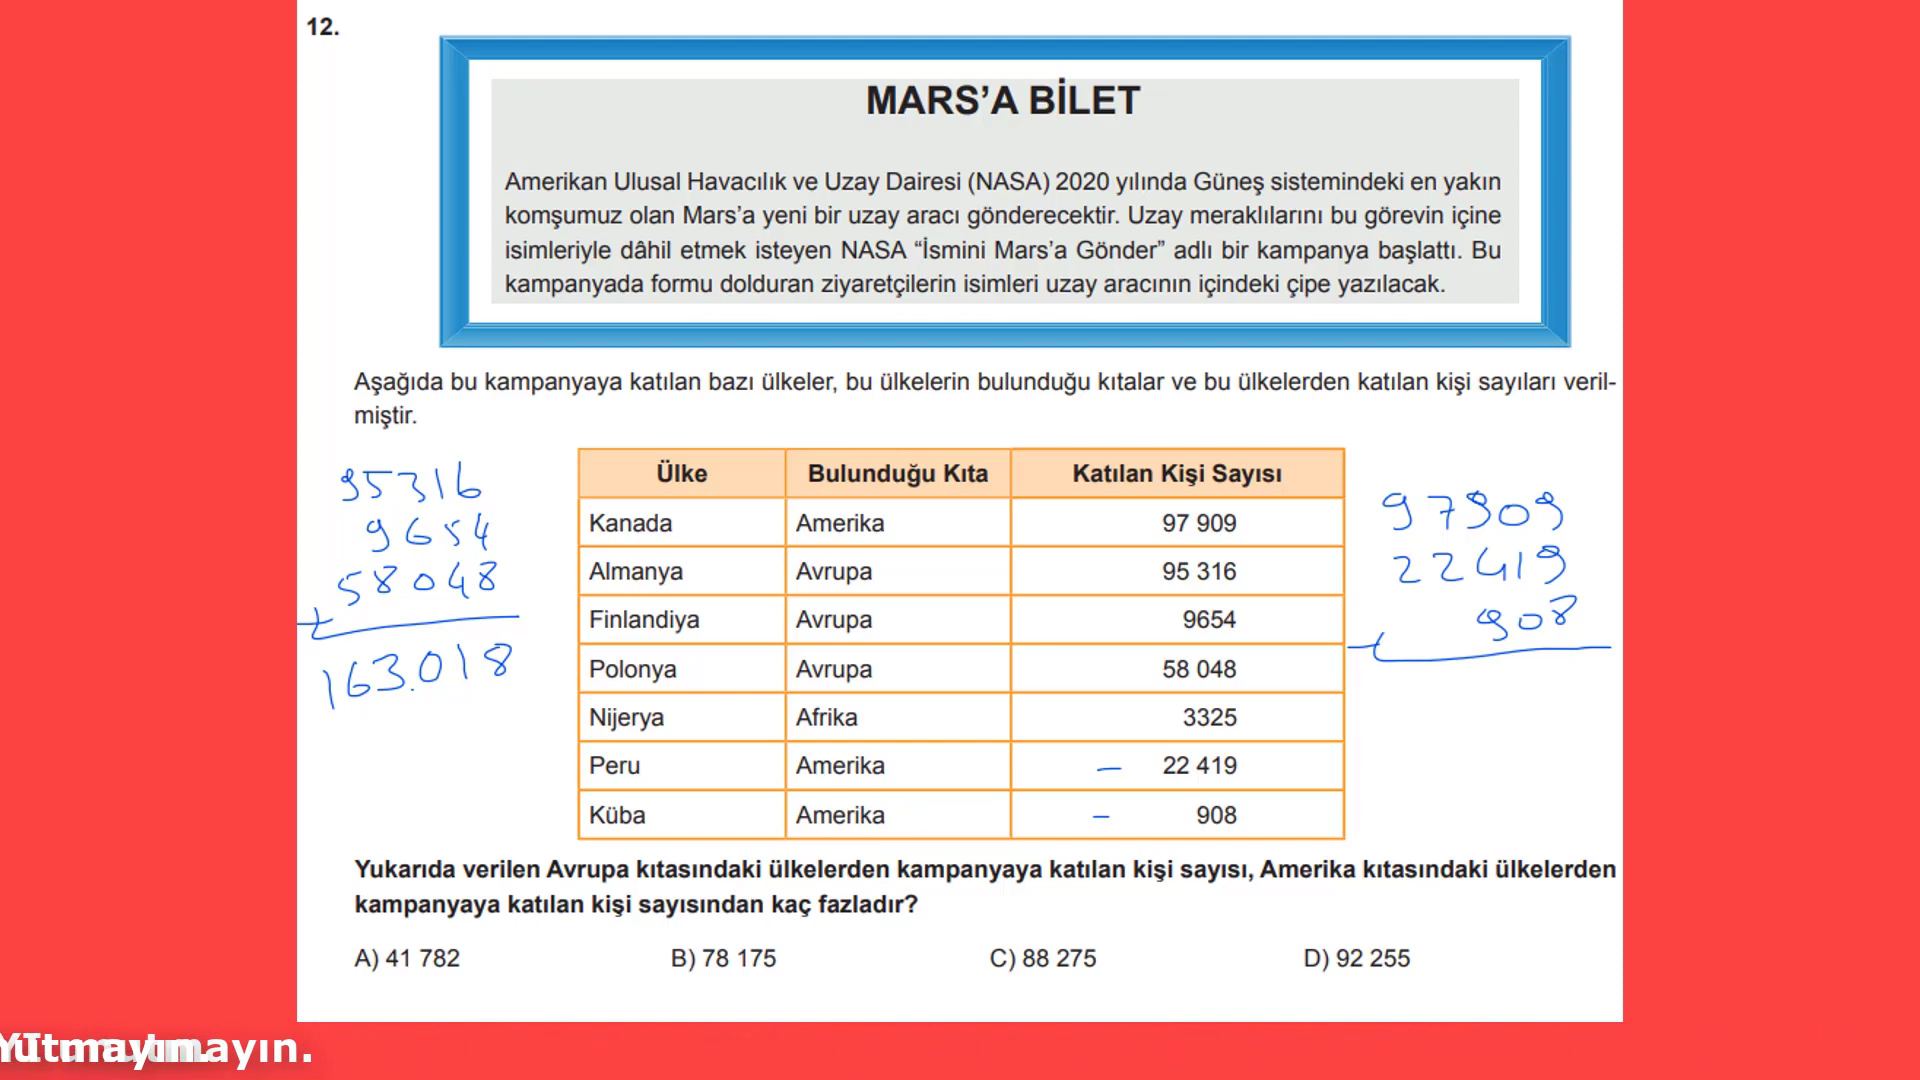 12.
MARS'A BİLET
Amerikan Ulusal Havacılık ve Uzay Dairesi (NASA) 2020 yılında Güneş sistemindeki en yakın
komşumuz olan Mars'a yeni bir uzay aracı gönderecektir. Uzay meraklılarını bu görevin içine
isimleriyle dâhil etmek isteyen NASA “İsmini Mars'a Gönder” adlı bir kampanya başlattı. Bu
kampanyada formu dolduran ziyaretçilerin isimleri uzay aracının içindeki çipe yazılacak.
Aşağıda bu kampanyaya katılan bazı ülkeler, bu ülkelerin bulunduğu kıtalar ve bu ülkelerden katılan kişi sayıları veril-
miştir.
95316
9654
58048
+
163.018
Ülke Bulunduğu Kıta Katılan Kişi Sayısı
Kanada Amerika 97 909
Almanya Avrupa 95 316
Finlandiya Avrupa 9654
Polonya Avrupa 58 048
Nijerya Afrika 3325
Peru Amerika – 22 419
Küba Amerika – 908
97909
22419
908
+
Yukarıda verilen Avrupa kıtasındaki ülkelerden kampanyaya katılan kişi sayısı, Amerika kıtasındaki ülkelerden
kampanyaya katılan kişi sayısından kaç fazladır?
A) 41 782 B) 78 175 C) 88 275 D) 92 255